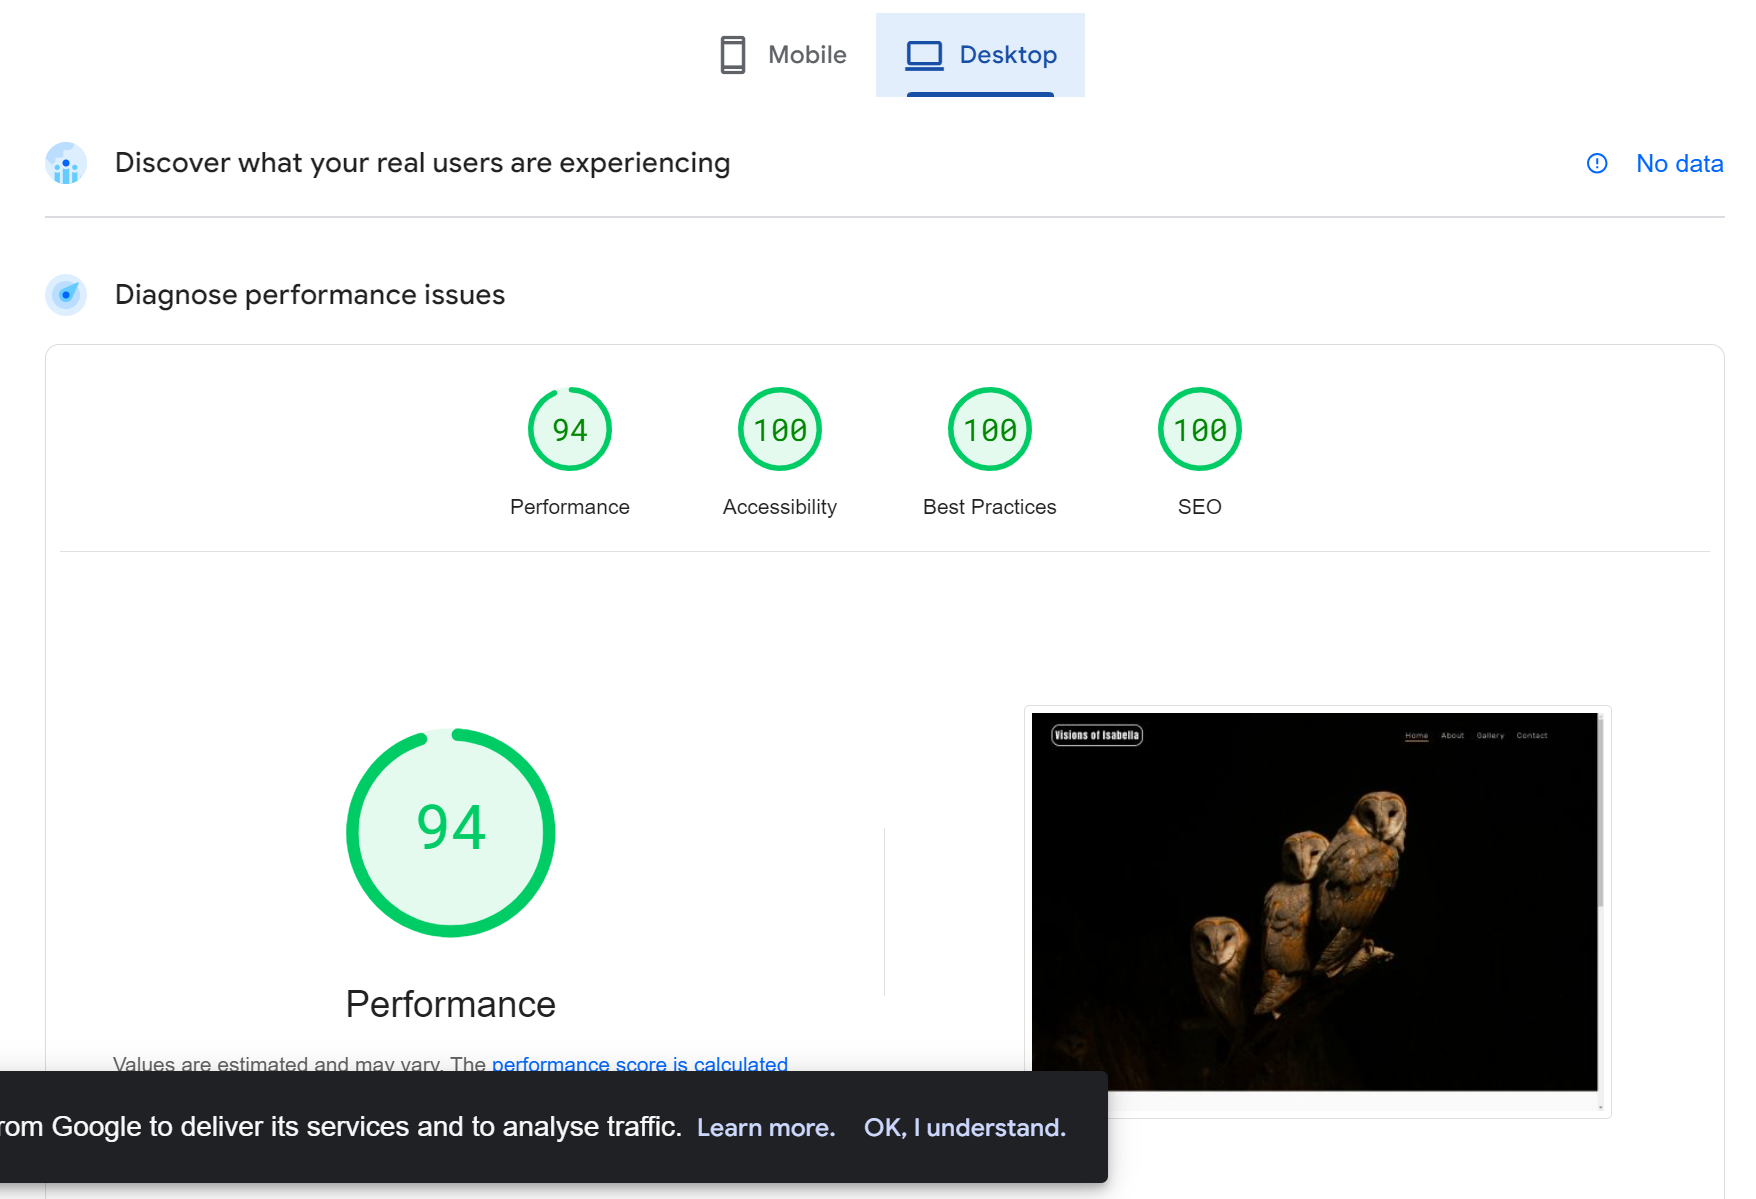 Mobile
Desktop
Discover what your real users are experiencing
No data
Diagnose performance issues
94
100
100
100
Performance
Accessibility
Best Practices
SEO
94
Performance
Values are estimated and may vary. The performance score is calculated
Visions of Isabella
Home About Gallery Contact
rom Google to deliver its services and to analyse traffic. Learn more. OK, I understand.